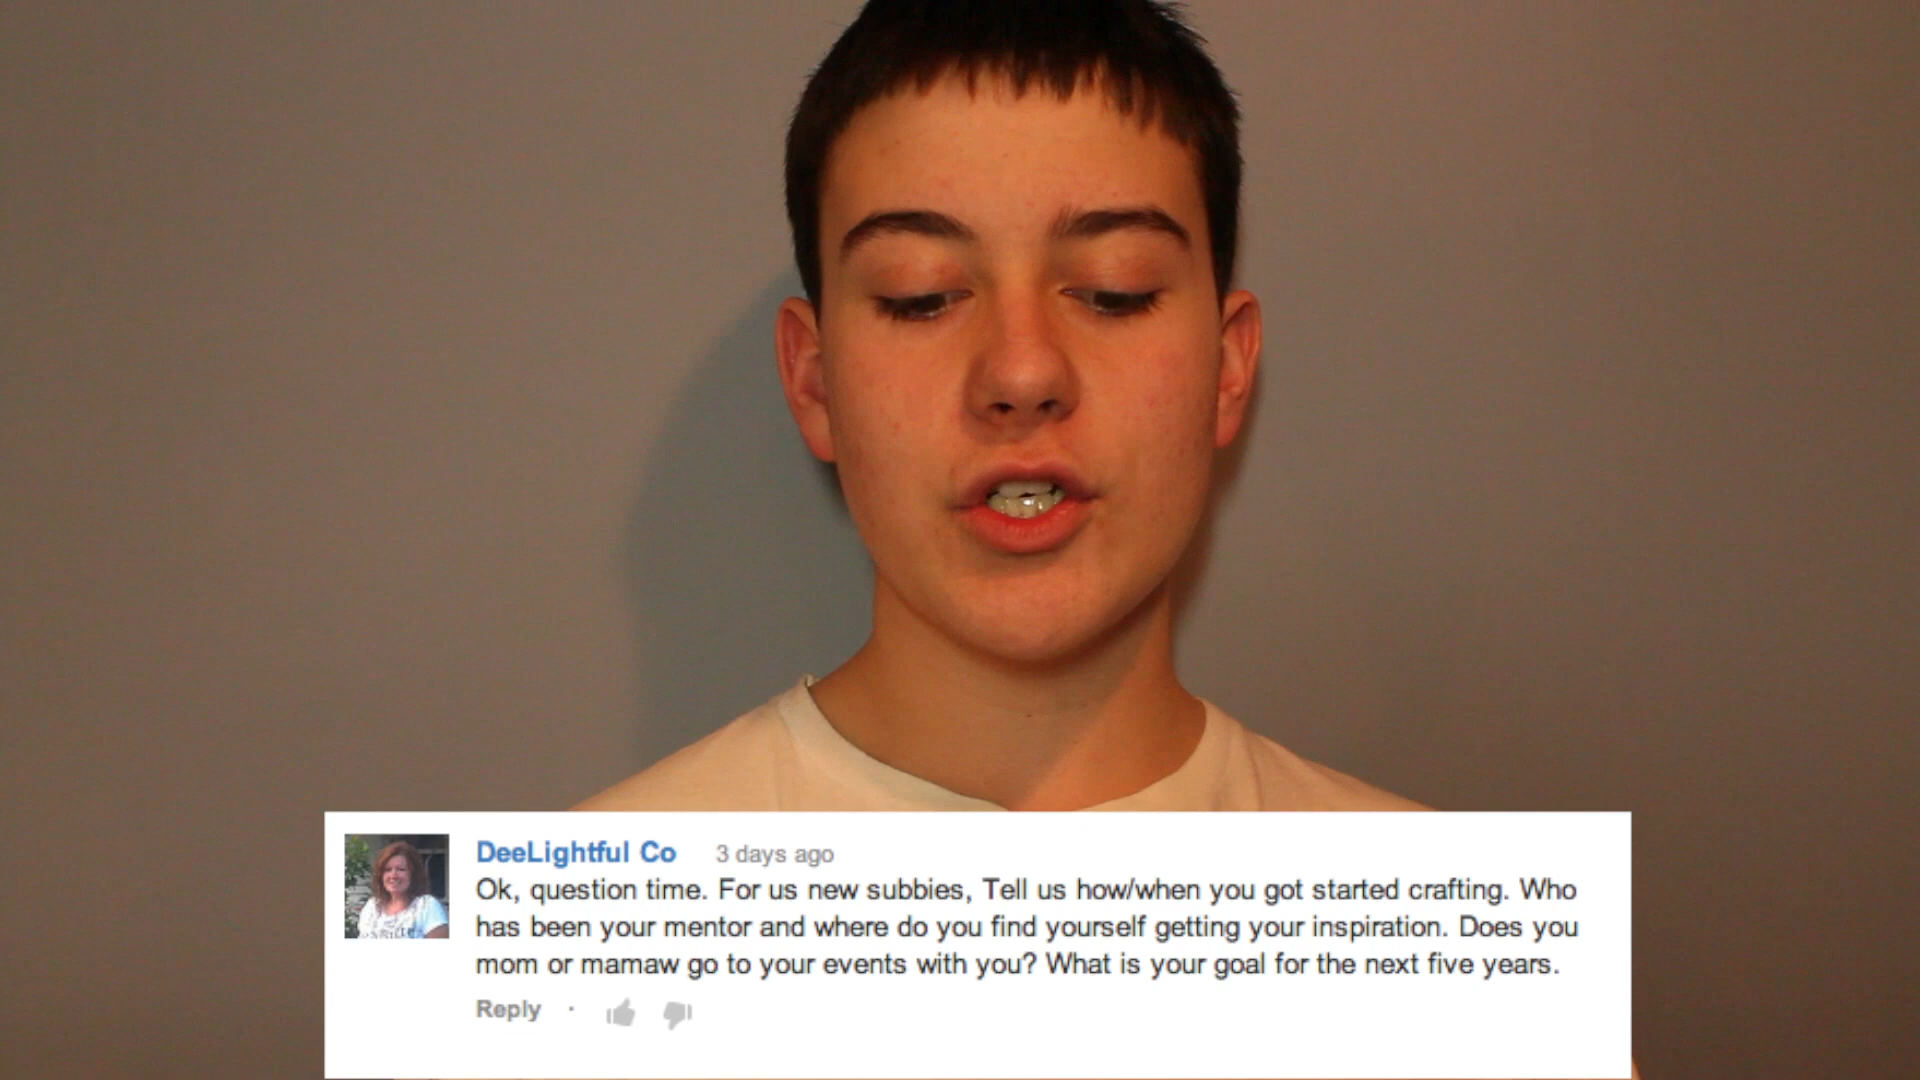 DeeLightful Co 3 days ago
Ok, question time. For us new subbies, Tell us how/when you got started crafting. Who
has been your mentor and where do you find yourself getting your inspiration. Does you
mom or mamaw go to your events with you? What is your goal for the next five years.
Reply ·